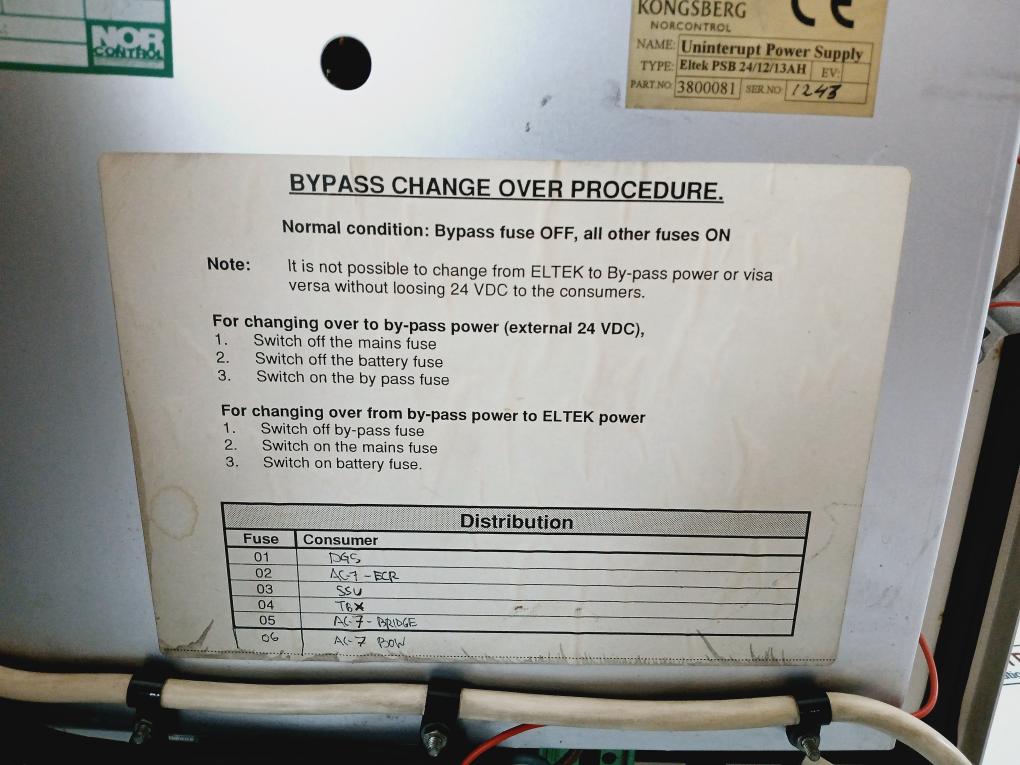 NOR
CONTROL
KONGSBERG
NORCONTROL
CE
NAME: Uninterupt Power Supply
TYPE: Eltek PSB 24/12/13AH EV:
PART.NO: 3800081 SER.NO: 1243
BYPASS CHANGE OVER PROCEDURE.
Normal condition: Bypass fuse OFF, all other fuses ON
Note: It is not possible to change from ELTEK to By-pass power or visa
versa without loosing 24 VDC to the consumers.
For changing over to by-pass power (external 24 VDC),
1. Switch off the mains fuse
2. Switch off the battery fuse
3. Switch on the by pass fuse
For changing over from by-pass power to ELTEK power
1. Switch off by-pass fuse
2. Switch on the mains fuse
3. Switch on battery fuse.
Distribution
Fuse Consumer
01 DGS
02 AC-7-ECR
03 SSU
04
05 AC-7-BRIDGE
06 AC-7 BOW